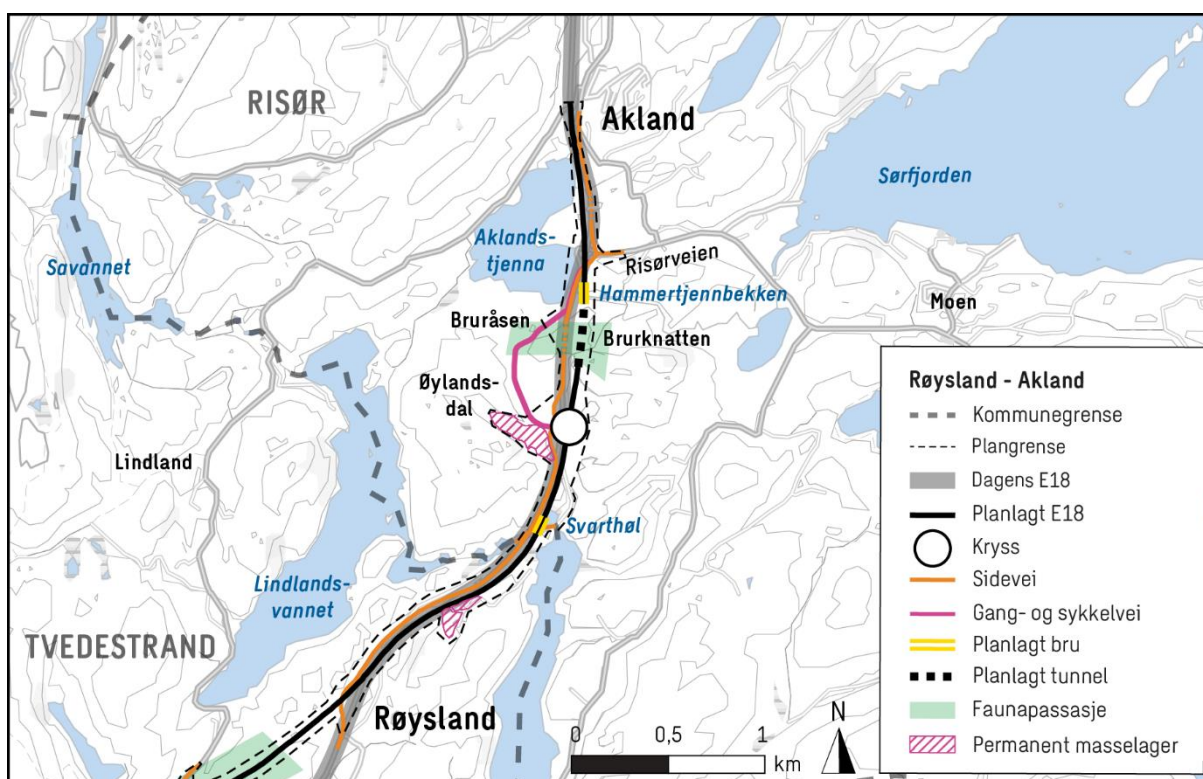 RISØR
Akland
Sørfjorden
Aklands-
tjenna
Savannet
Risørveien
Hammertjennbekken
Moen
Bruråsen
Brurknatten
Øylands-
dal
Lindland
Svarthøl
Lindlands-
vannet
TVEDESTRAND
Røysland
0 0,5 1
km
N
Røysland - Akland
Kommunegrense
Plangrense
Dagens E18
Planlagt E18
Kryss
Sidevei
Gang- og sykkelvei
Planlagt bru
Planlagt tunnel
Faunapassasje
Permanent masselager